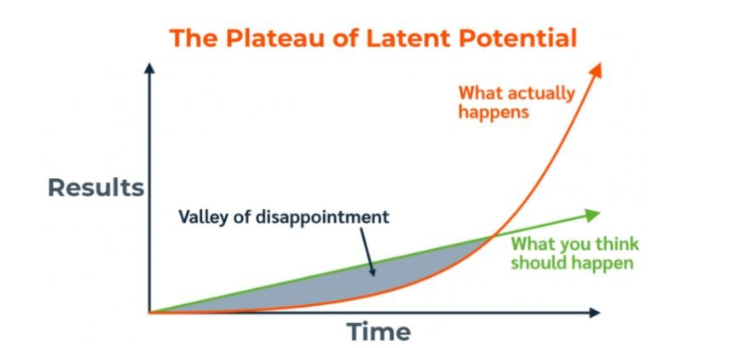 The Plateau of Latent Potential
What actually
happens
Results
Valley of disappointment
What you think
should happen
Time